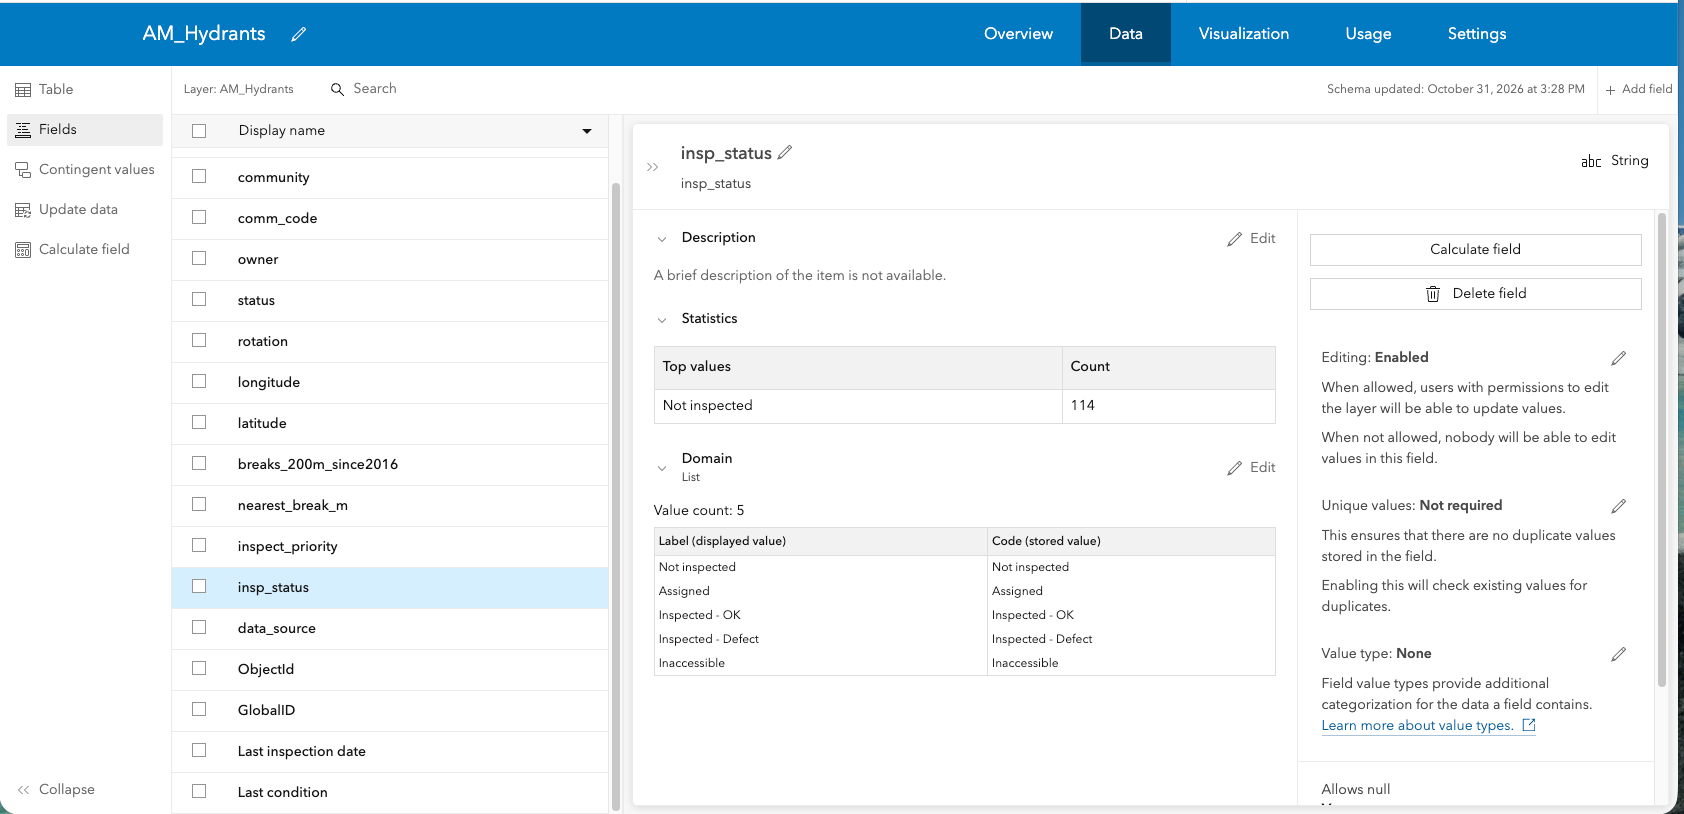 AM_Hydrants
Overview
Data
Visualization
Usage
Settings
Table
Fields
Contingent values
Update data
Calculate field
Collapse
Layer: AM_Hydrants
Search
Schema updated: October 31, 2026 at 3:28 PM
Add field
Display name
community
comm_code
owner
status
rotation
longitude
latitude
breaks_200m_since2016
nearest_break_m
inspect_priority
insp_status
data_source
ObjectId
GlobalID
Last inspection date
Last condition
insp_status
insp_status
abc String
Description
Edit
A brief description of the item is not available.
Statistics
Top values Count
Not inspected 114
Domain
List
Edit
Value count: 5
Label (displayed value) Code (stored value)
Not inspected Not inspected
Assigned Assigned
Inspected - OK Inspected - OK
Inspected - Defect Inspected - Defect
Inaccessible Inaccessible
Calculate field
Delete field
Editing: Enabled
When allowed, users with permissions to edit
the layer will be able to update values.
When not allowed, nobody will be able to edit
values in this field.
Unique values: Not required
This ensures that there are no duplicate values
stored in the field.
Enabling this will check existing values for
duplicates.
Value type: None
Field value types provide additional
categorization for the data a field contains.
Learn more about value types.
Allows null